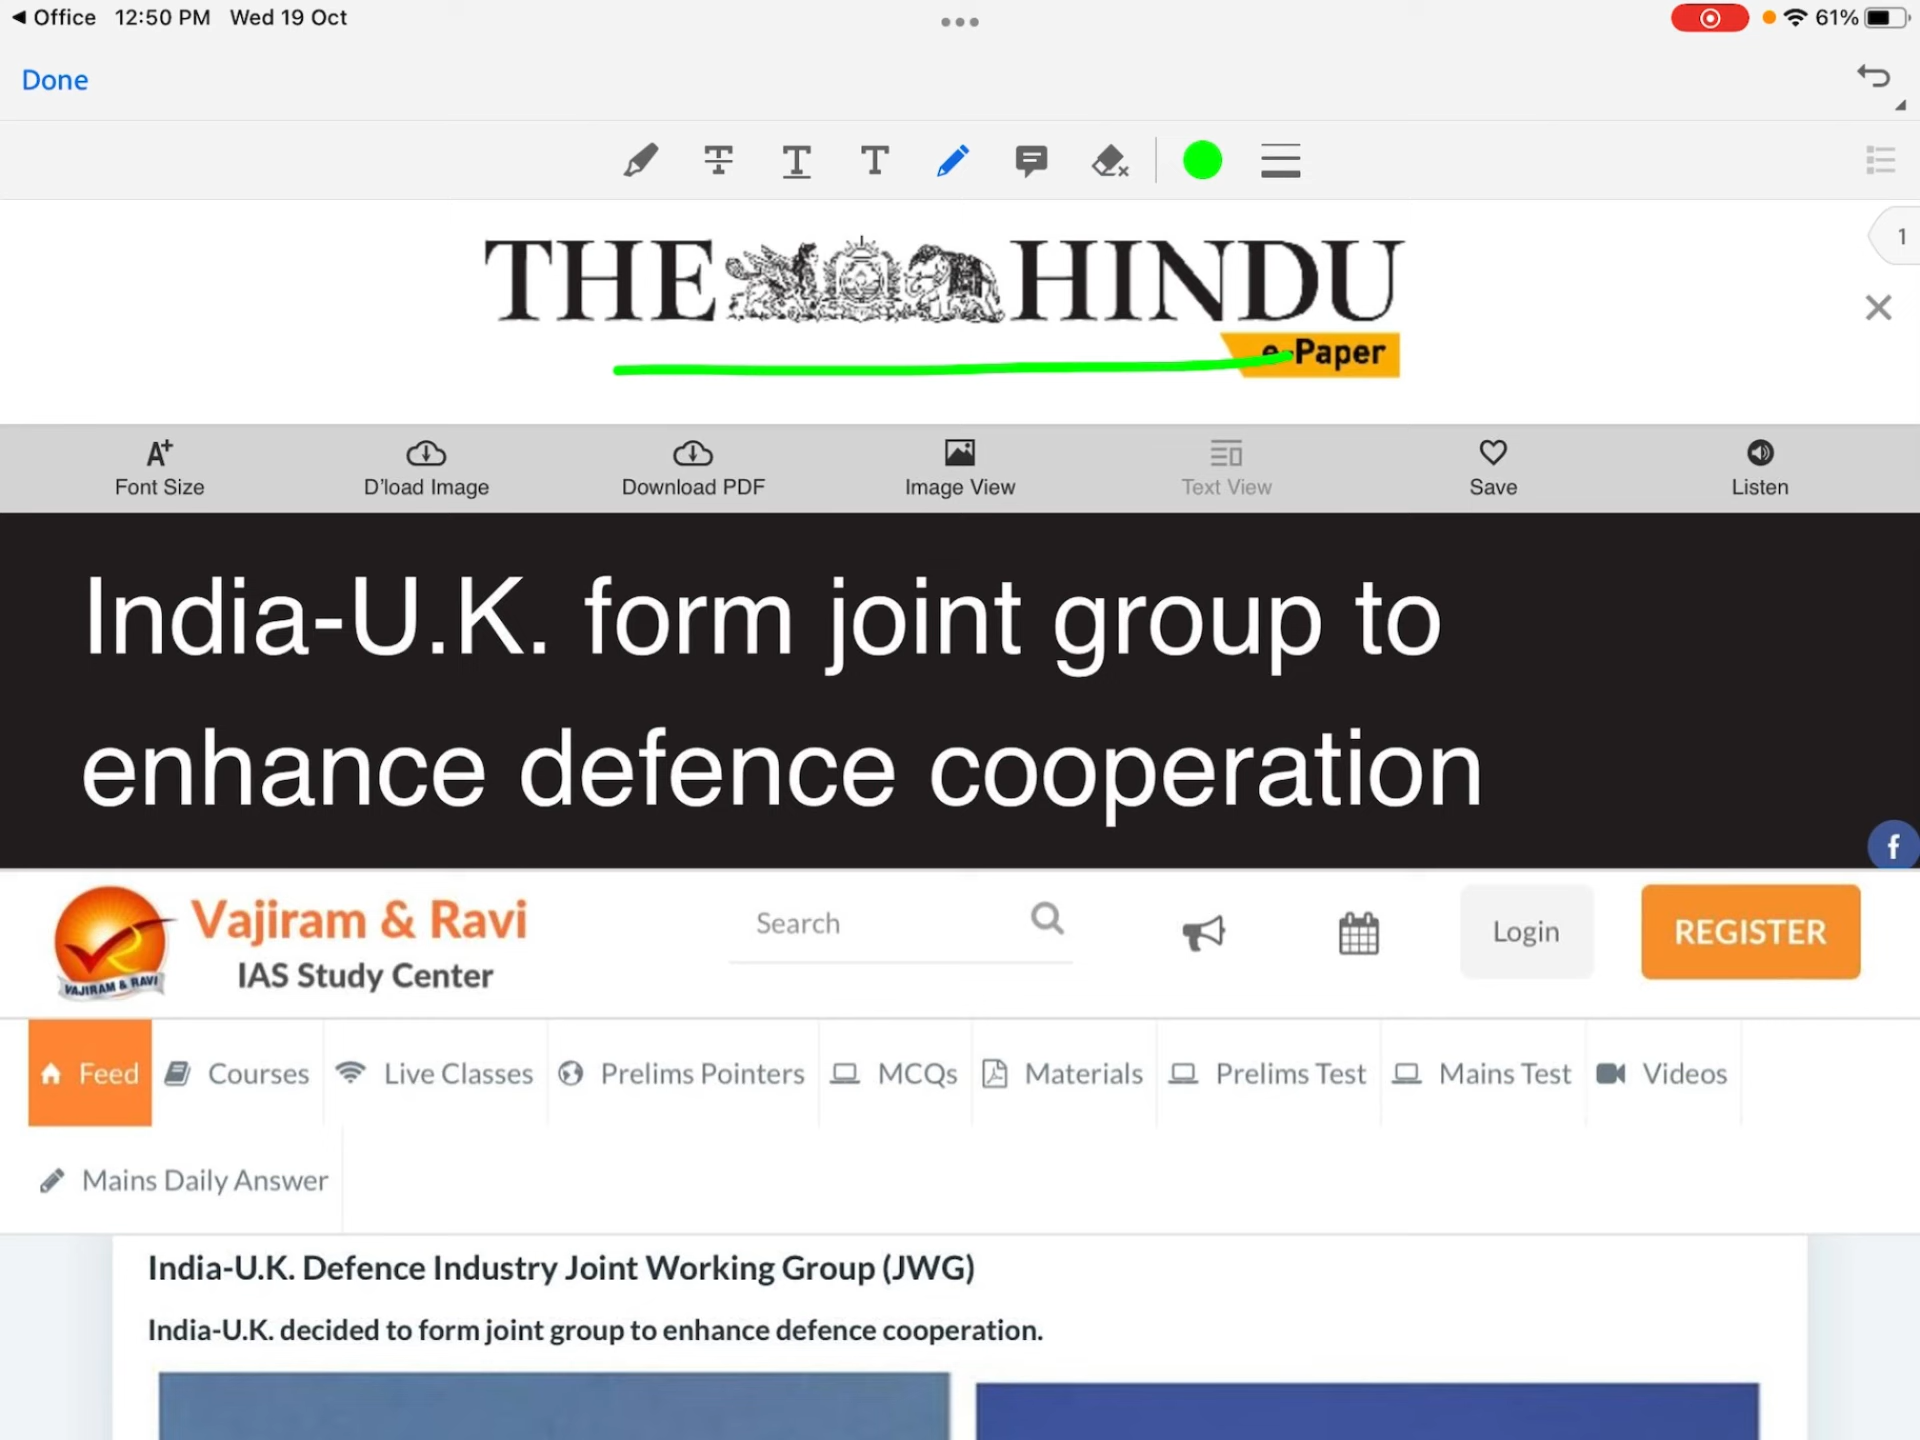 Office 12:50 PM Wed 19 Oct
61%
Done
THE HINDU
1
e-Paper
A+
Font Size D'load Image Download PDF Image View Text View Save Listen
India-U.K. form joint group to
enhance defence cooperation
f
Vajiram & Ravi
IAS Study Center
VAJIRAM & RAVI
Search
Login
REGISTER
Feed Courses Live Classes Prelims Pointers MCQs Materials Prelims Test Mains Test Videos
Mains Daily Answer
India-U.K. Defence Industry Joint Working Group (JWG)
India-U.K. decided to form joint group to enhance defence cooperation.